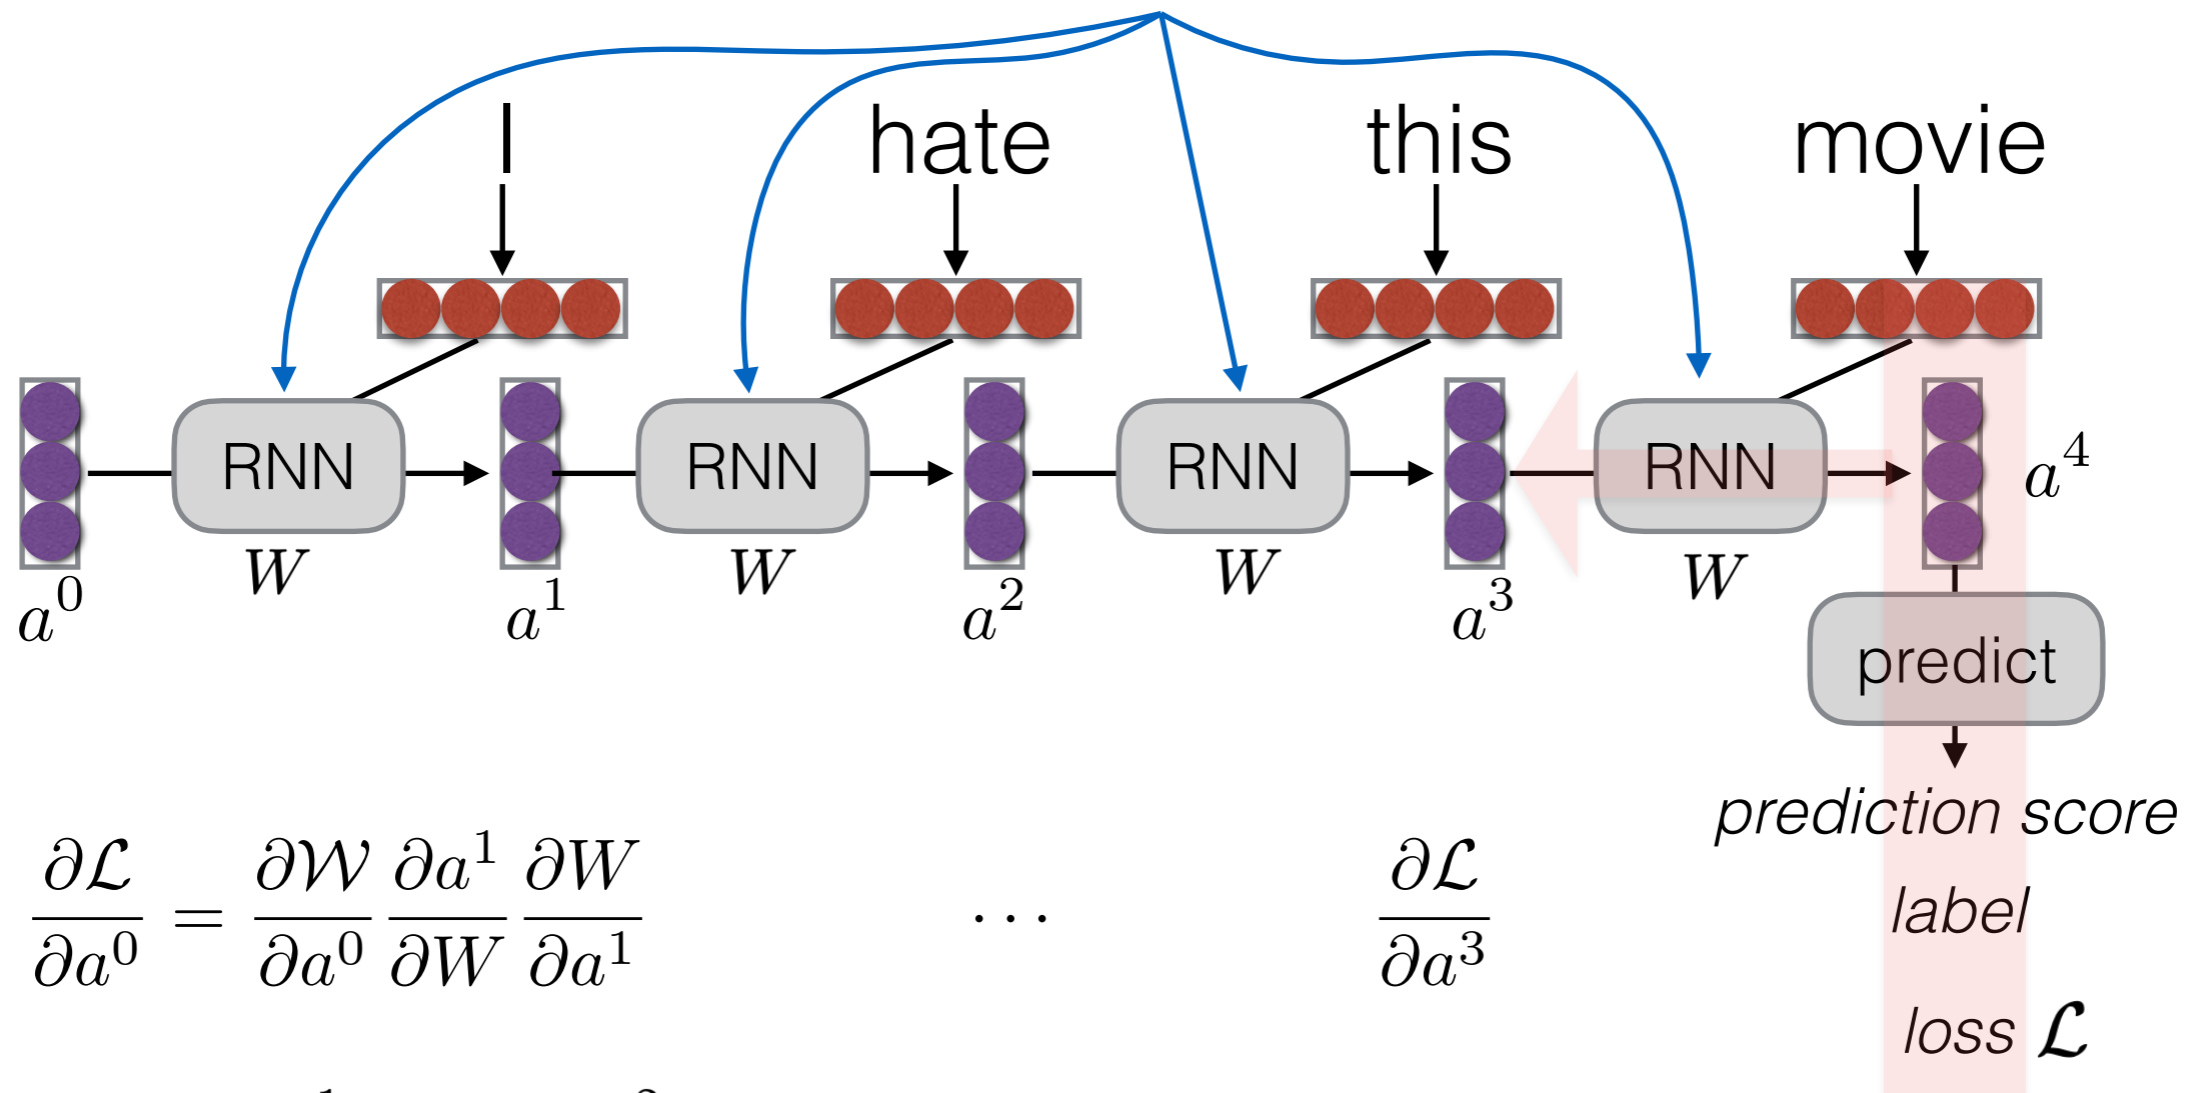 I hate this movie
RNN RNN RNN RNN
W W W W
a^4
a^0 a^1 a^2 a^3
predict
prediction score
∂ℒ/∂a^0 = ∂𝒲/∂a^0 ∂a^1/∂W ∂W/∂a^1 ··· ∂ℒ/∂a^3
label
loss ℒ